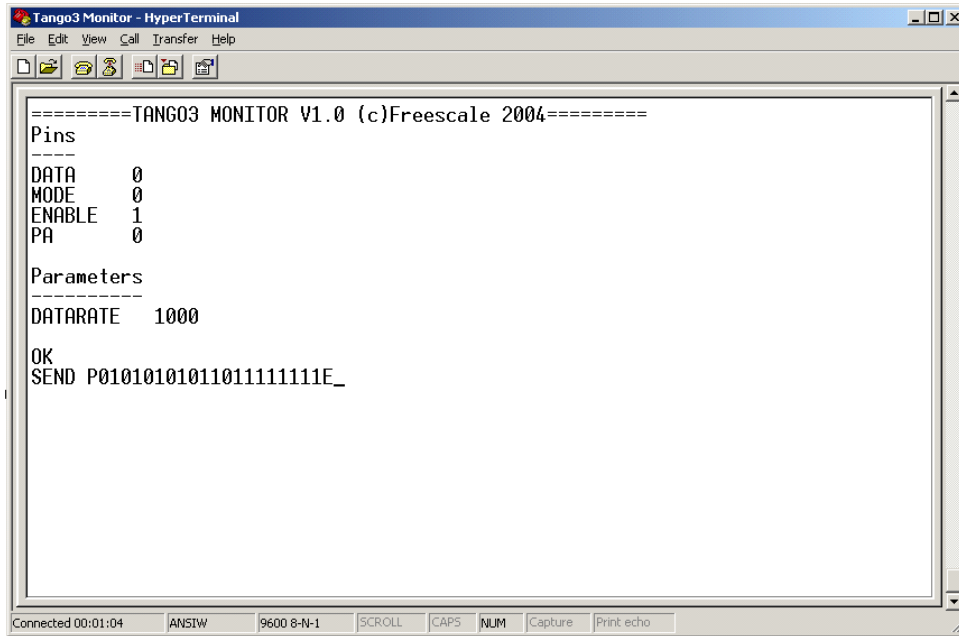 Tango3 Monitor - HyperTerminal
File Edit View Call Transfer Help
=========TANGO3 MONITOR V1.0 (c)Freescale 2004=========
Pins
----
DATA 0
MODE 0
ENABLE 1
PA 0
Parameters
----------
DATARATE 1000
OK
SEND P01010101011011111111E_
Connected 00:01:04 ANSIW 9600 8-N-1 SCROLL CAPS NUM Capture Print echo